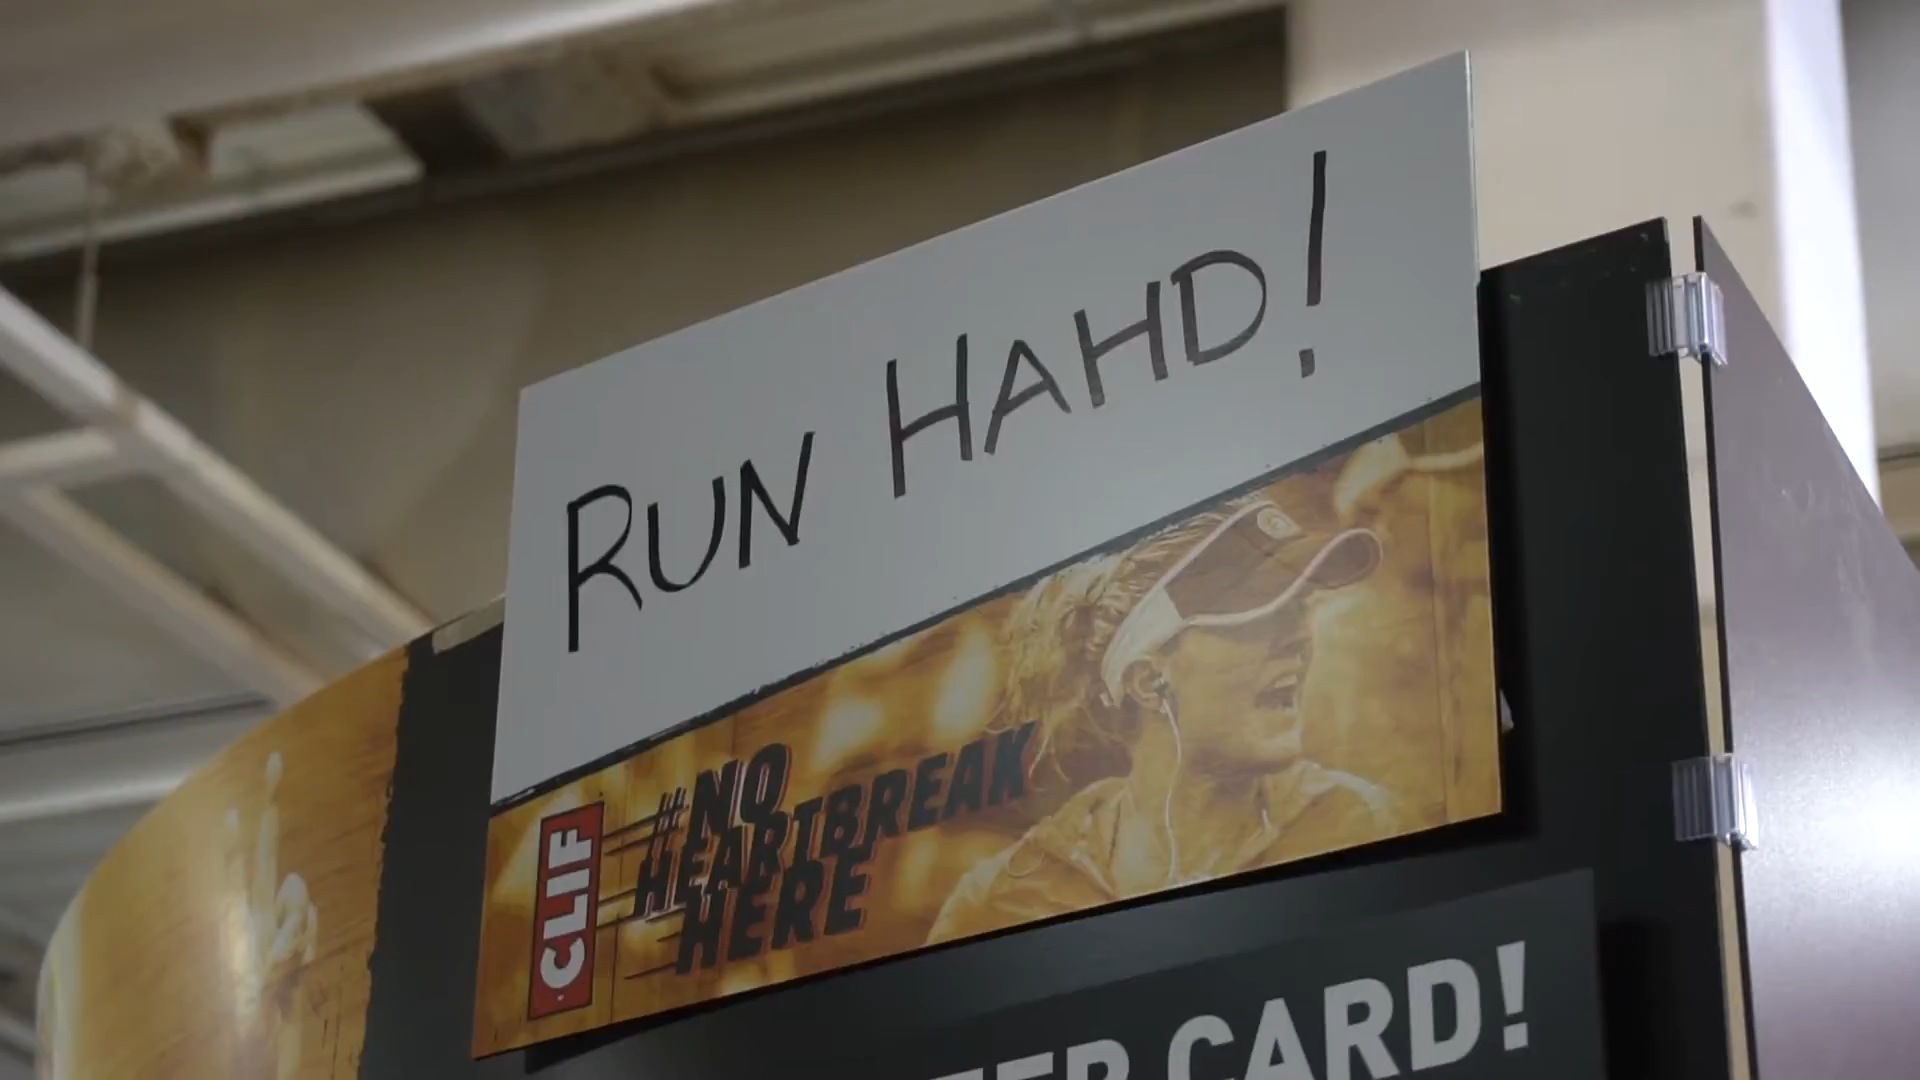 RUN HAHD!
CLIF
#NO
HEARTBREAK
HERE
CARD!